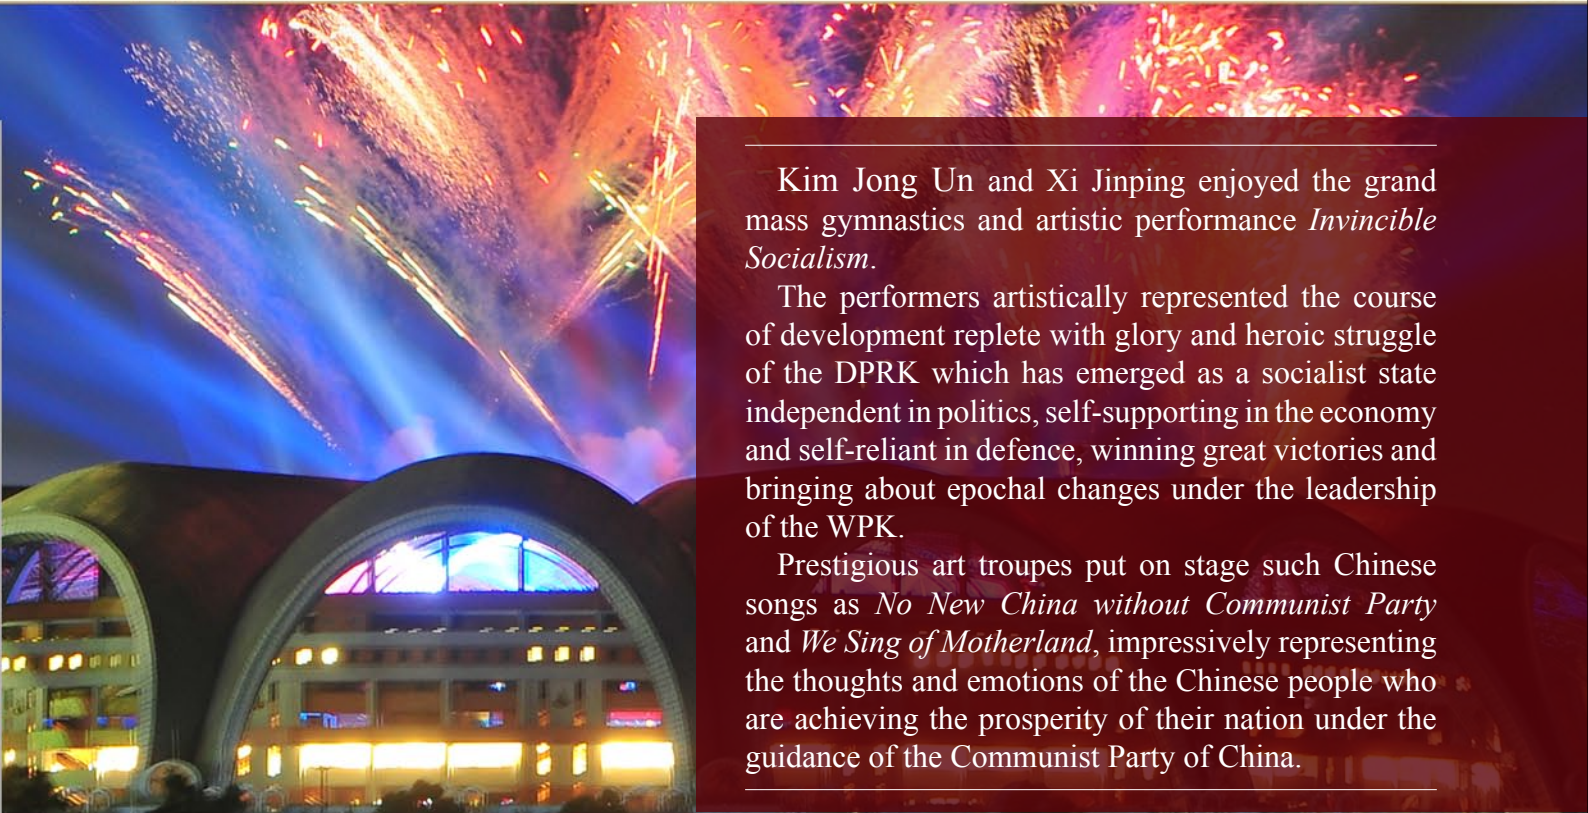 Kim Jong Un and Xi Jinping enjoyed the grand
mass gymnastics and artistic performance Invincible
Socialism.
The performers artistically represented the course
of development replete with glory and heroic struggle
of the DPRK which has emerged as a socialist state
independent in politics, self-supporting in the economy
and self-reliant in defence, winning great victories and
bringing about epochal changes under the leadership
of the WPK.
Prestigious art troupes put on stage such Chinese
songs as No New China without Communist Party
and We Sing of Motherland, impressively representing
the thoughts and emotions of the Chinese people who
are achieving the prosperity of their nation under the
guidance of the Communist Party of China.